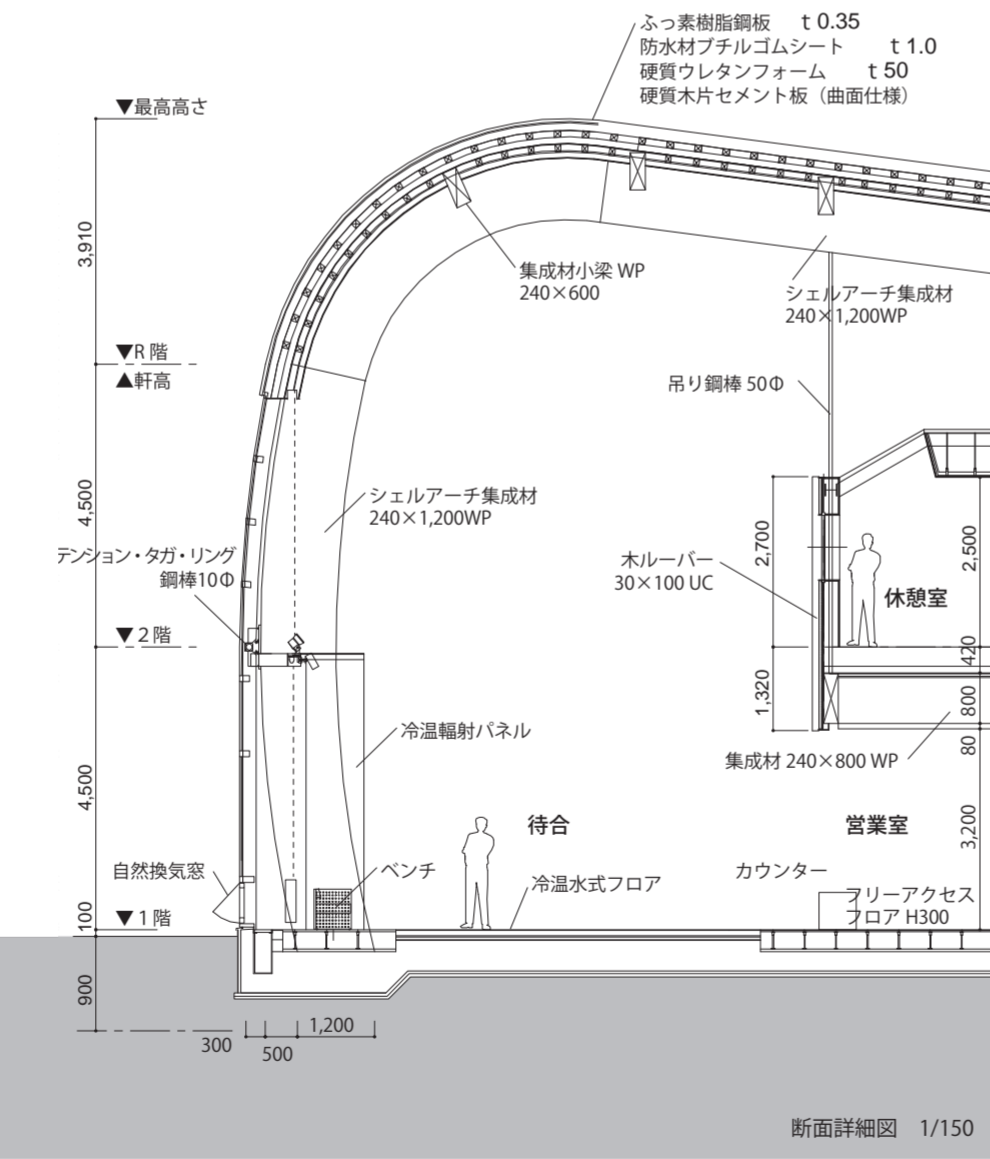 ふっ素樹脂鋼板 t 0.35
防水材ブチルゴムシート t 1.0
硬質ウレタンフォーム t 50
硬質木片セメント板（曲面仕様）
▼最高高さ
3,910
集成材小梁 WP
240×600
シェルアーチ集成材
240×1,200WP
▼R 階
▲軒高
吊り鋼棒 50Φ
4,500
シェルアーチ集成材
240×1,200WP
テンション・タガ・リング
鋼棒10Φ
2,700
木ルーバー
30×100 UC
2,500
休憩室
▼ 2 階
420
1,320
800
冷温輻射パネル
80
集成材 240×800 WP
4,500
待合
営業室
3,200
自然換気窓
ベンチ
冷温水式フロア
カウンター
フリーアクセス
フロア H300
100
▼ 1 階
900
300
500
1,200
断面詳細図 1/150